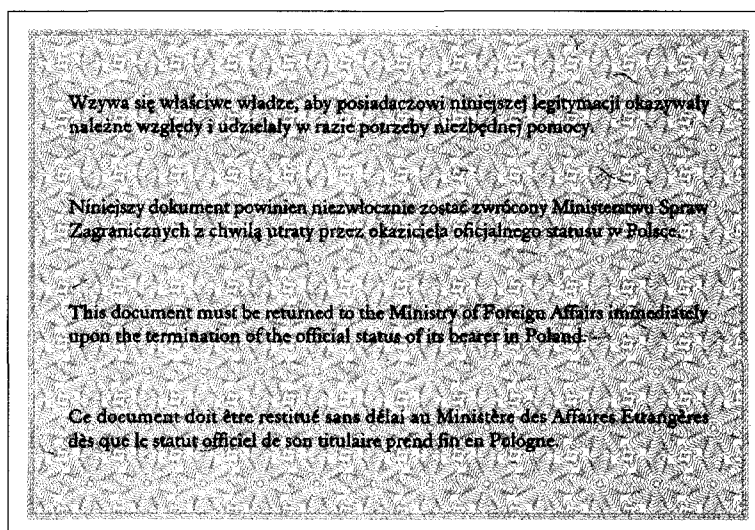 Wzywa się właściwe władze, aby posiadaczowi niniejszej legitymacji okazywały
należne względy i udzielały w razie potrzeby niezbędnej pomocy.
Niniejszy dokument powinien niezwłocznie zostać zwrócony Ministerstwu Spraw
Zagranicznych z chwilą utraty przez okaziciela oficjalnego statusu w Polsce.
This document must be returned to the Ministry of Foreign Affairs immediately
upon the termination of the official status of its bearer in Poland.
Ce document doit être restitué sans délai au Ministère des Affaires Etrangères
dès que le statut officiel de son titulaire prend fin en Pologne.